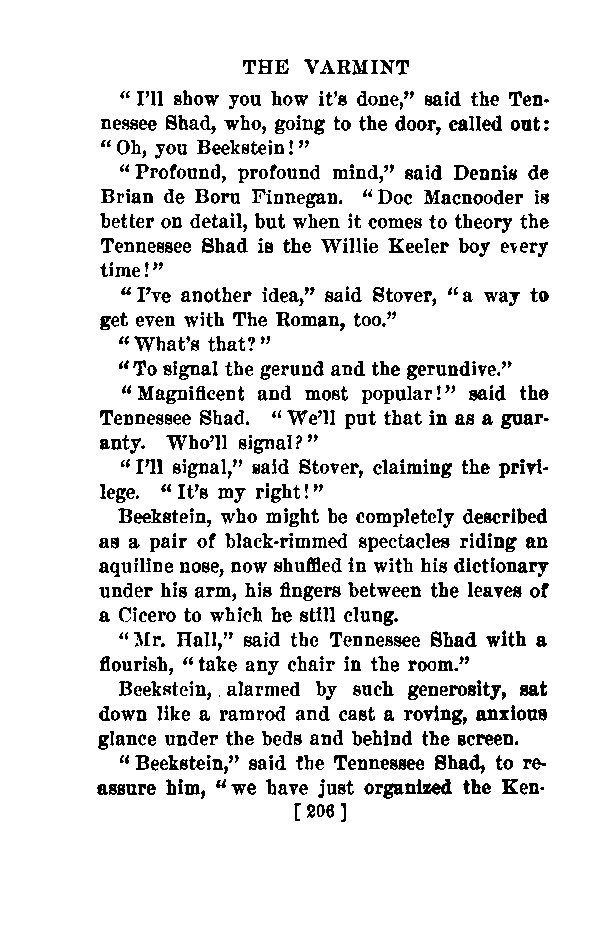 THE VARMINT
“I’ll show you how it’s done,” said the Ten-
nessee Shad, who, going to the door, called out:
“Oh, you Beekstein!”
“Profound, profound mind,” said Dennis de
Brian de Boru Finnegan. “Doc Macnooder is
better on detail, but when it comes to theory the
Tennessee Shad is the Willie Keeler boy every
time!”
“I’ve another idea,” said Stover, “a way to
get even with The Roman, too.”
“What’s that?”
“To signal the gerund and the gerundive.”
“Magnificent and most popular!” said the
Tennessee Shad. “We’ll put that in as a guar-
anty. Who’ll signal?”
“I’ll signal,” said Stover, claiming the privi-
lege. “It’s my right!”
Beekstein, who might be completely described
as a pair of black-rimmed spectacles riding an
aquiline nose, now shuffled in with his dictionary
under his arm, his fingers between the leaves of
a Cicero to which he still clung.
“Mr. Hall,” said the Tennessee Shad with a
flourish, “take any chair in the room.”
Beekstein, alarmed by such generosity, sat
down like a ramrod and cast a roving, anxious
glance under the beds and behind the screen.
“Beekstein,” said the Tennessee Shad, to re-
assure him, “we have just organized the Ken-
[ 206 ]